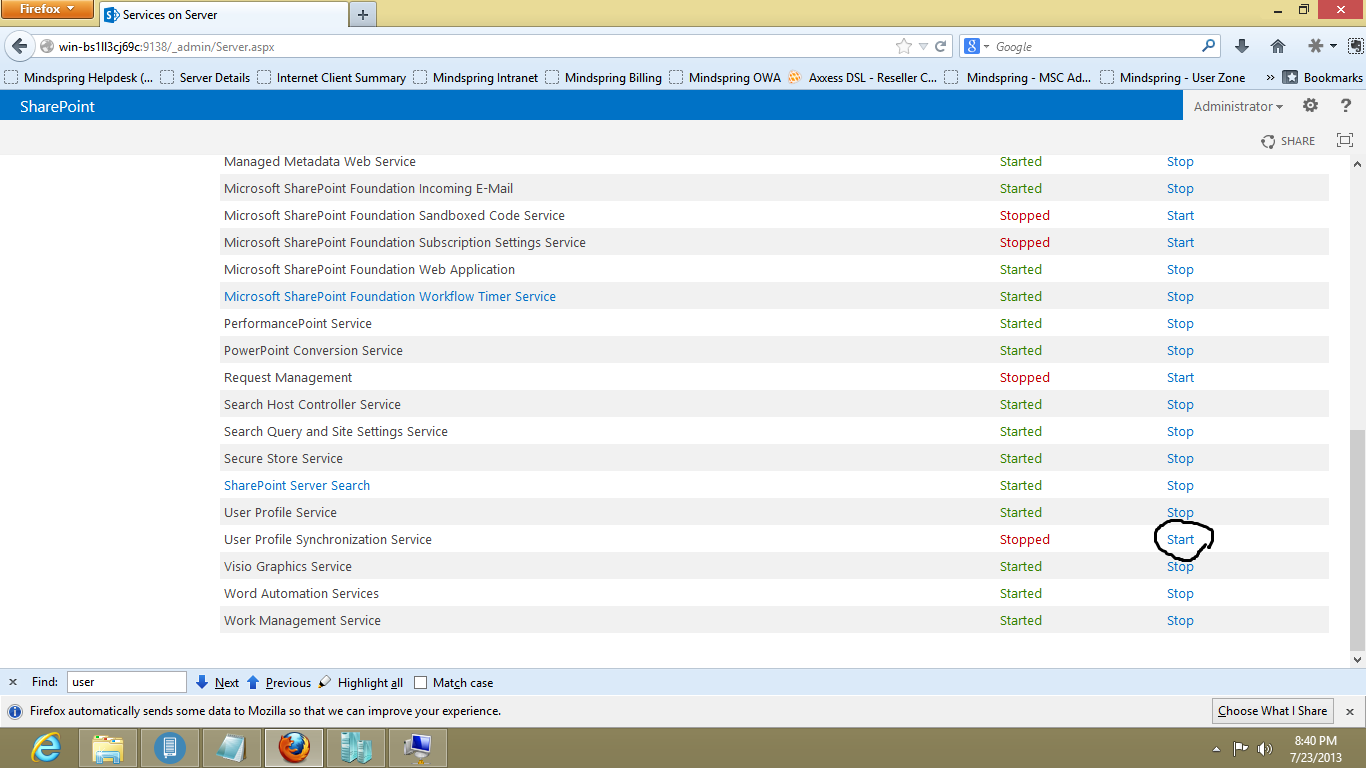 Firefox
Services on Server
win-bs1ll3cj69c:9138/_admin/Server.aspx
Google
Mindspring Helpdesk (... Server Details Internet Client Summary Mindspring Intranet Mindspring Billing Mindspring OWA Axxess DSL - Reseller C... Mindspring - MSC Ad... Mindspring - User Zone » Bookmarks
SharePoint Administrator ?
SHARE
Managed Metadata Web Service Started Stop
Microsoft SharePoint Foundation Incoming E-Mail Started Stop
Microsoft SharePoint Foundation Sandboxed Code Service Stopped Start
Microsoft SharePoint Foundation Subscription Settings Service Stopped Start
Microsoft SharePoint Foundation Web Application Started Stop
Microsoft SharePoint Foundation Workflow Timer Service Started Stop
PerformancePoint Service Started Stop
PowerPoint Conversion Service Started Stop
Request Management Stopped Start
Search Host Controller Service Started Stop
Search Query and Site Settings Service Started Stop
Secure Store Service Started Stop
SharePoint Server Search Started Stop
User Profile Service Started Stop
User Profile Synchronization Service Stopped Start
Visio Graphics Service Started Stop
Word Automation Services Started Stop
Work Management Service Started Stop
Find: user Next Previous Highlight all Match case
Firefox automatically sends some data to Mozilla so that we can improve your experience. Choose What I Share
8:40 PM
7/23/2013